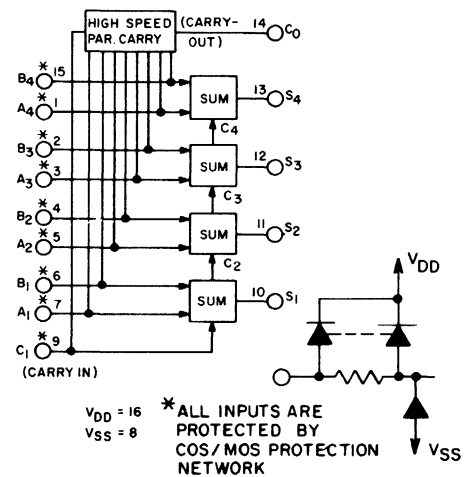 HIGH SPEED
PAR. CARRY
(CARRY-
OUT)
14
C0
* B4 15
* A4 1
SUM
13
S4
C4
* B3 2
* A3 3
SUM
12
S3
C3
* B2 4
* A2 5
SUM
11
S2
C2
* B1 6
* A1 7
SUM
10
S1
* C1 9
(CARRY IN)
VDD
VSS
VDD = 16
VSS = 8
* ALL INPUTS ARE
PROTECTED BY
COS/MOS PROTECTION
NETWORK